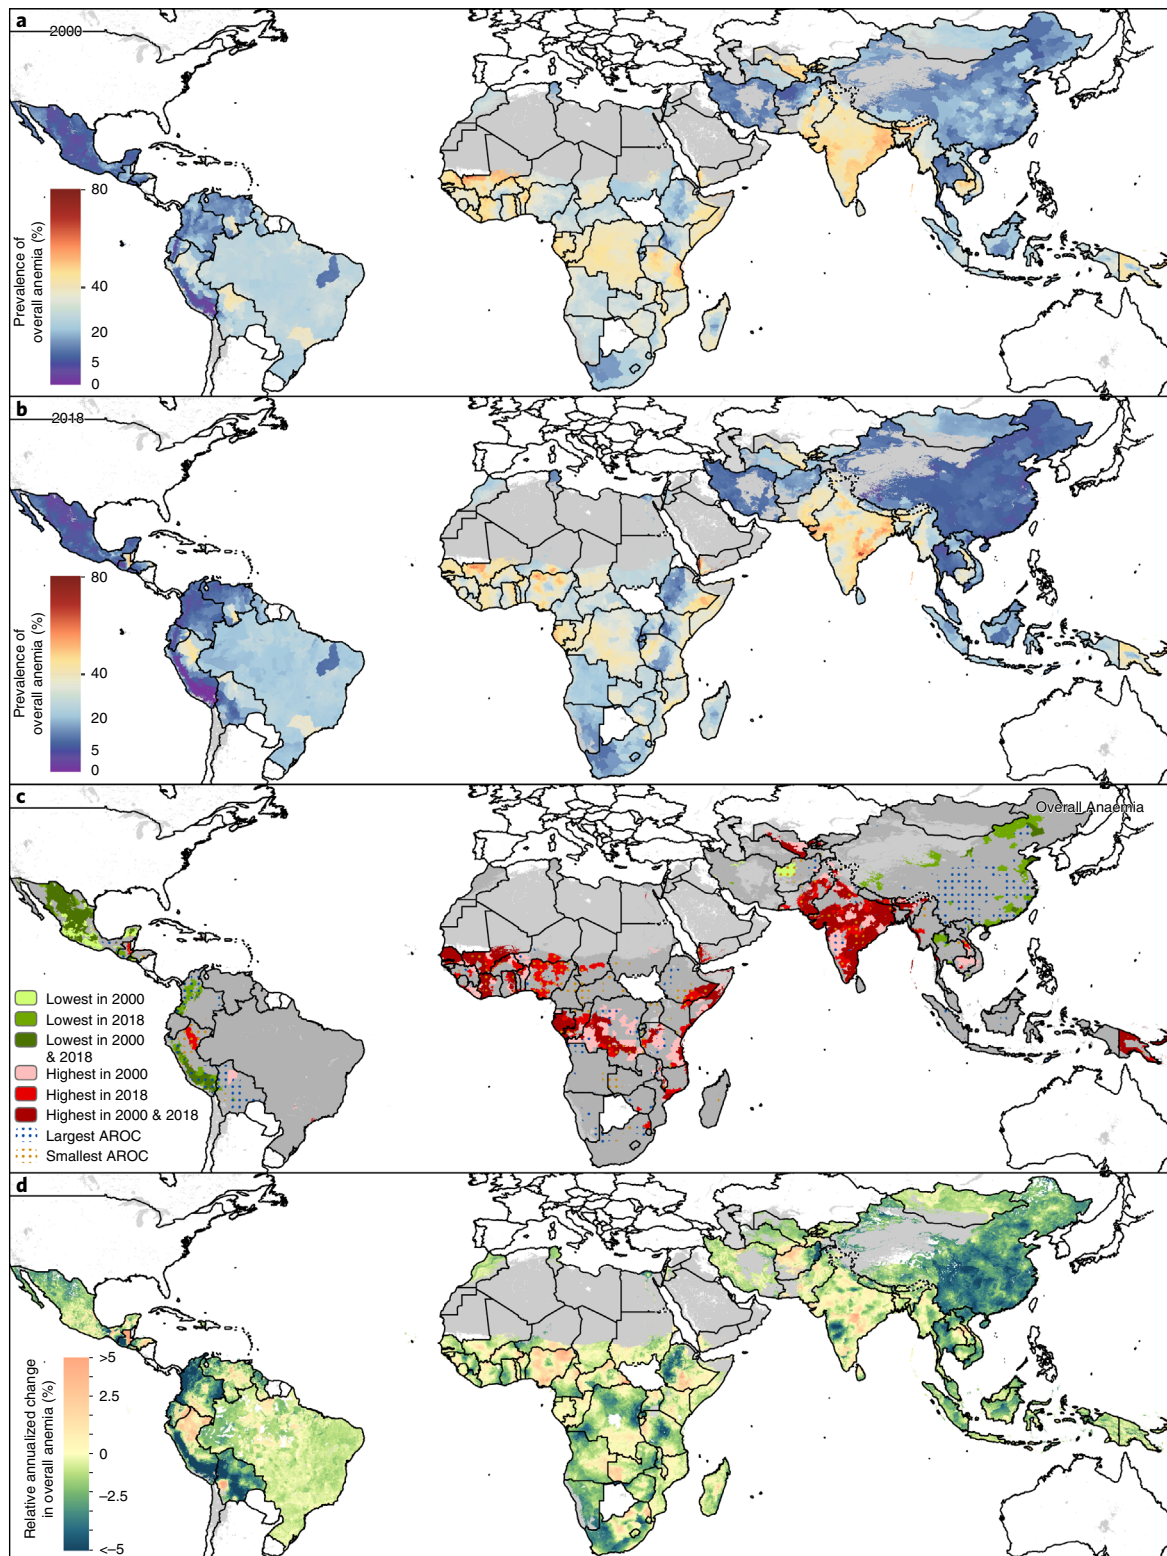 a
2000
80
40
20
5
0
Prevalence of
overall anemia (%)
b
2018
80
40
20
5
0
Prevalence of
overall anemia (%)
c
Overall Anaemia
Lowest in 2000
Lowest in 2018
Lowest in 2000
& 2018
Highest in 2000
Highest in 2018
Highest in 2000 & 2018
Largest AROC
Smallest AROC
d
>5
2.5
0
–2.5
<–5
Relative annualized change
in overall anemia (%)